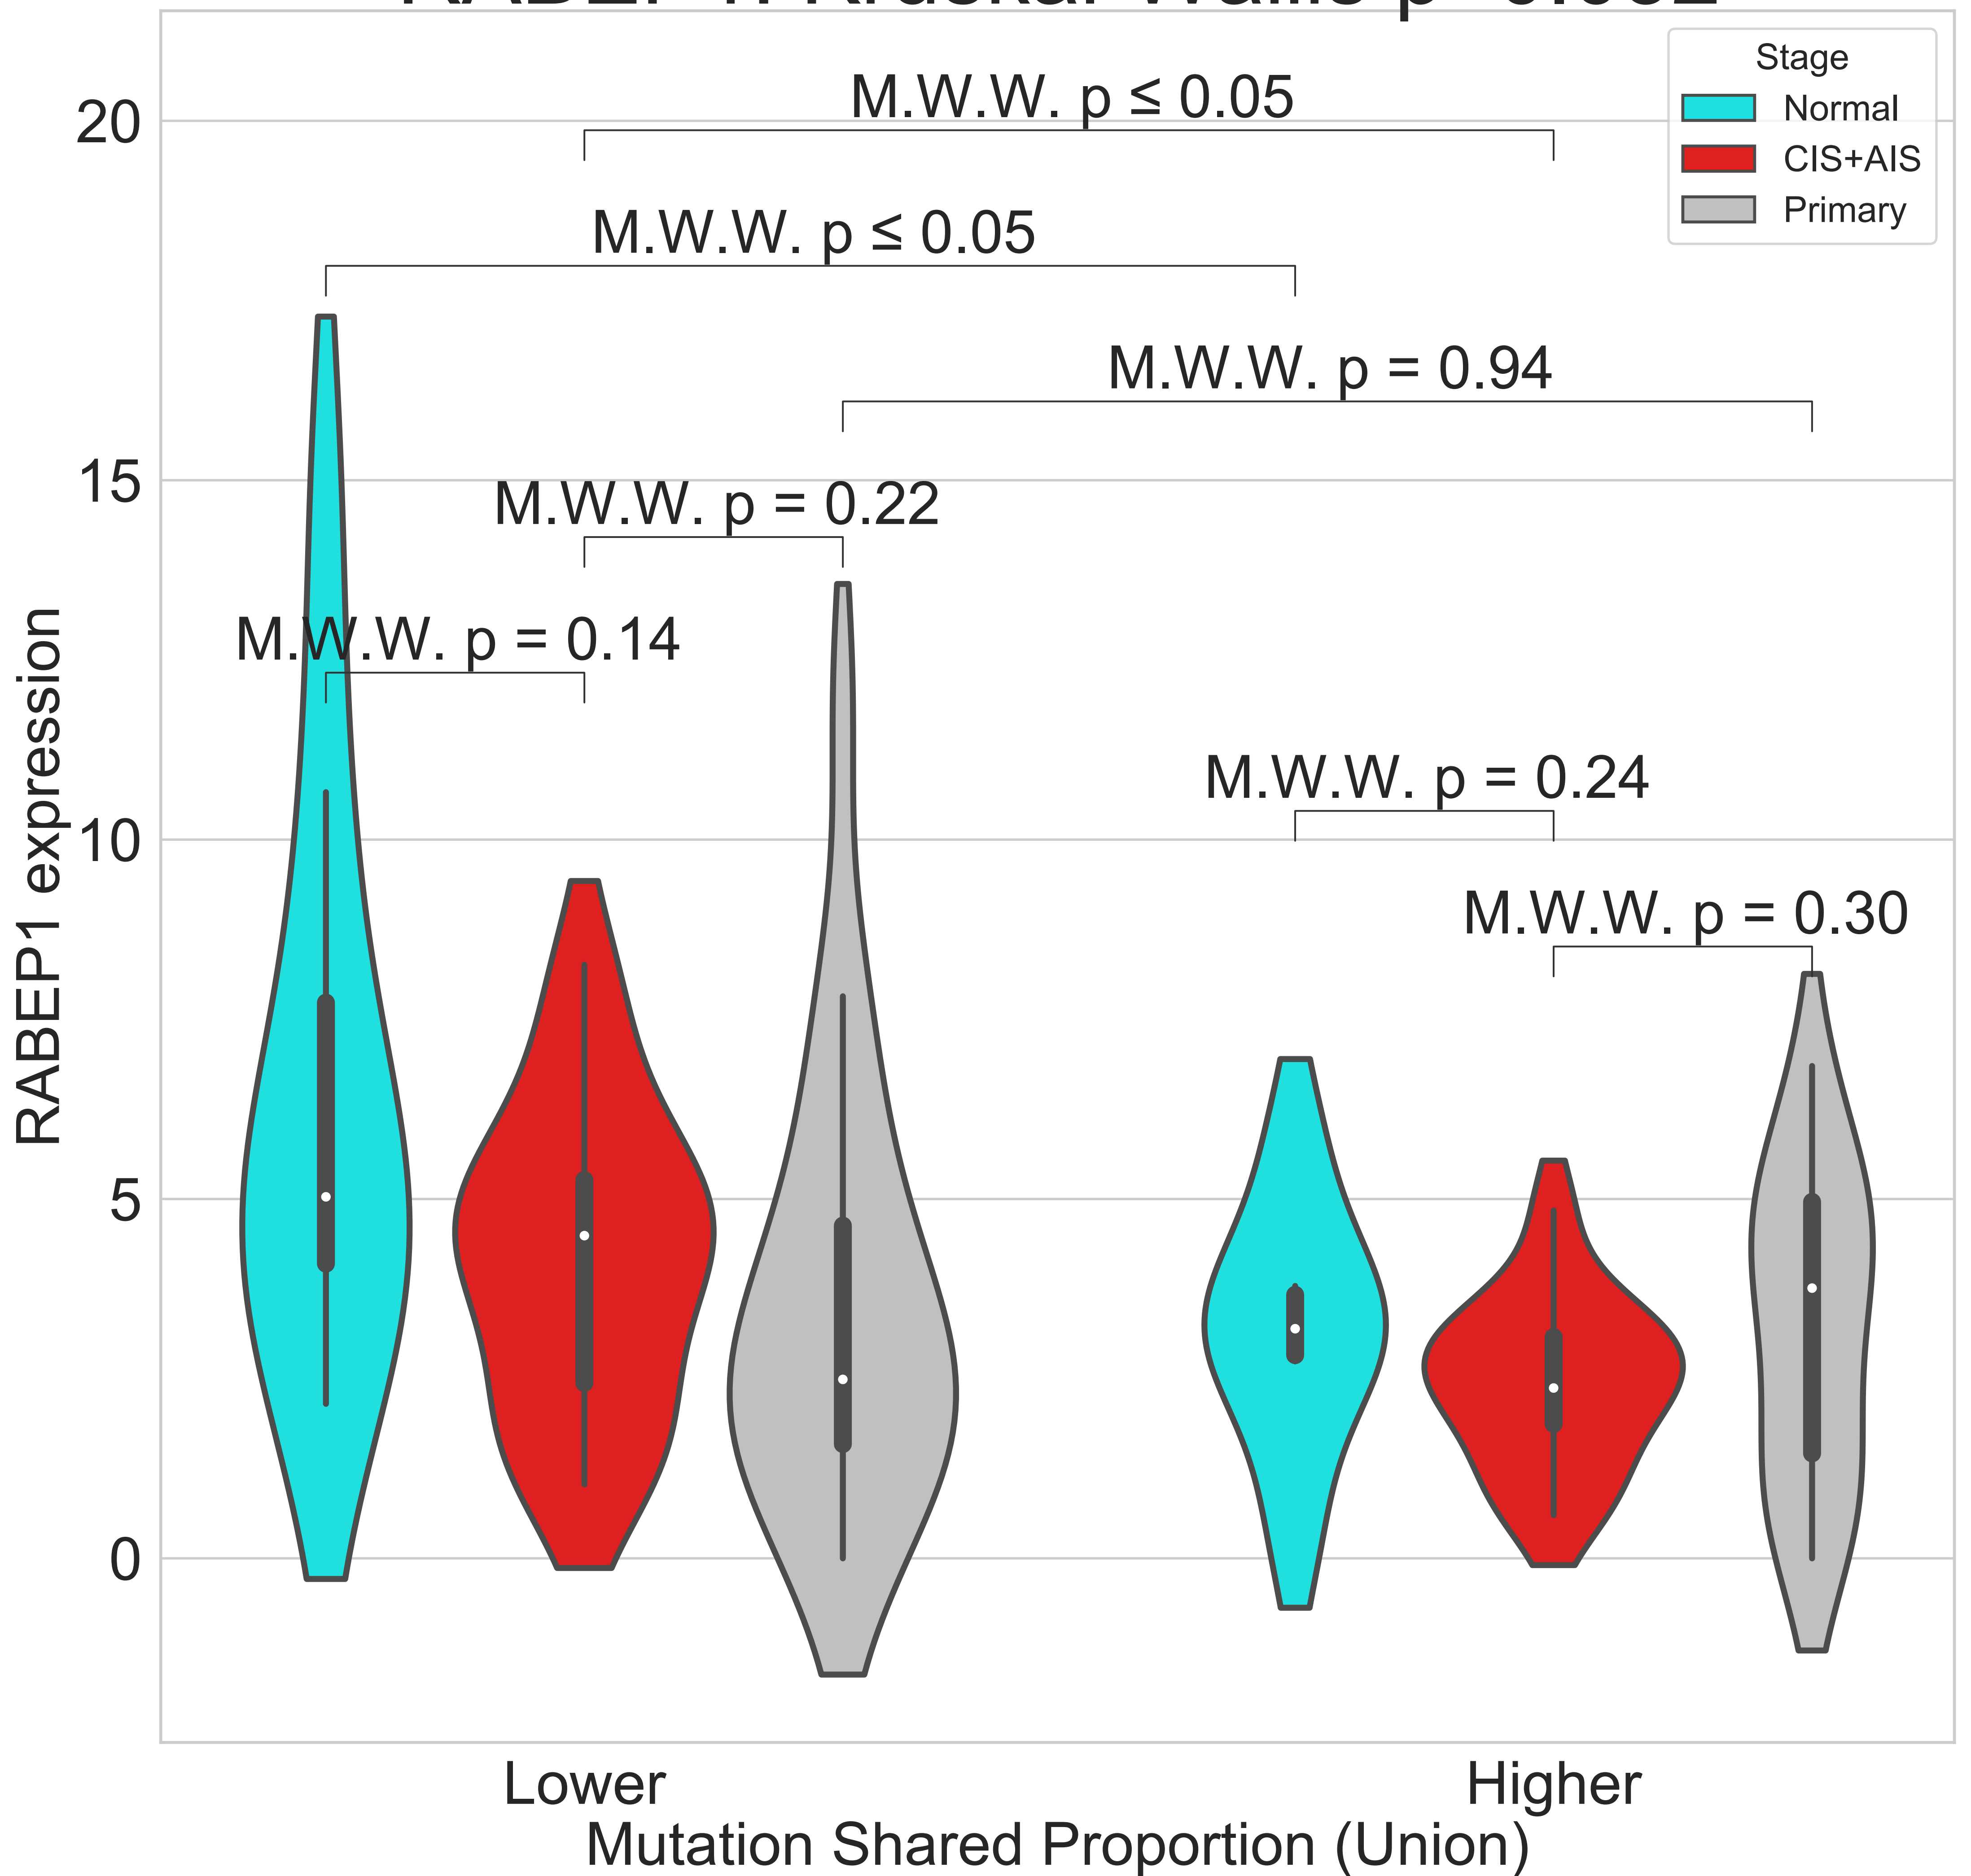 Stage
Normal
CIS+AIS
Primary
M.W.W. p ≤ 0.05
M.W.W. p ≤ 0.05
M.W.W. p = 0.94
M.W.W. p = 0.22
M.W.W. p = 0.14
M.W.W. p = 0.24
M.W.W. p = 0.30
20
15
10
5
0
RABEP1 expression
Lower
Higher
Mutation Shared Proportion (Union)